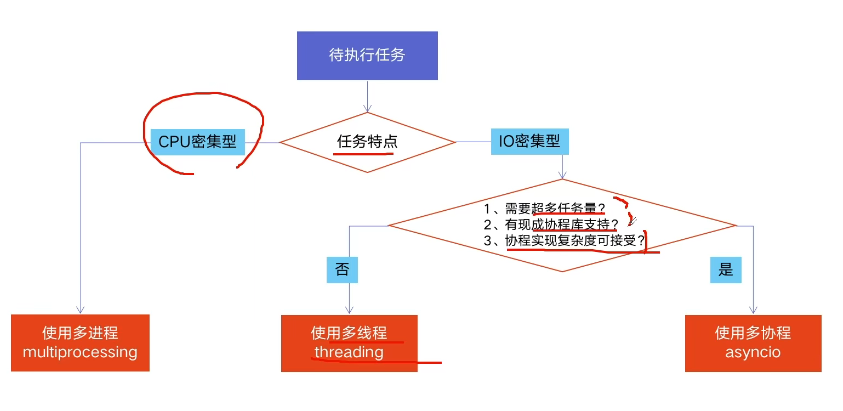 待执行任务
CPU密集型
任务特点
IO密集型
1、需要超多任务量?
2、有现成协程库支持?
3、协程实现复杂度可接受?
否
是
使用多进程
multiprocessing
使用多线程
threading
使用多协程
asyncio